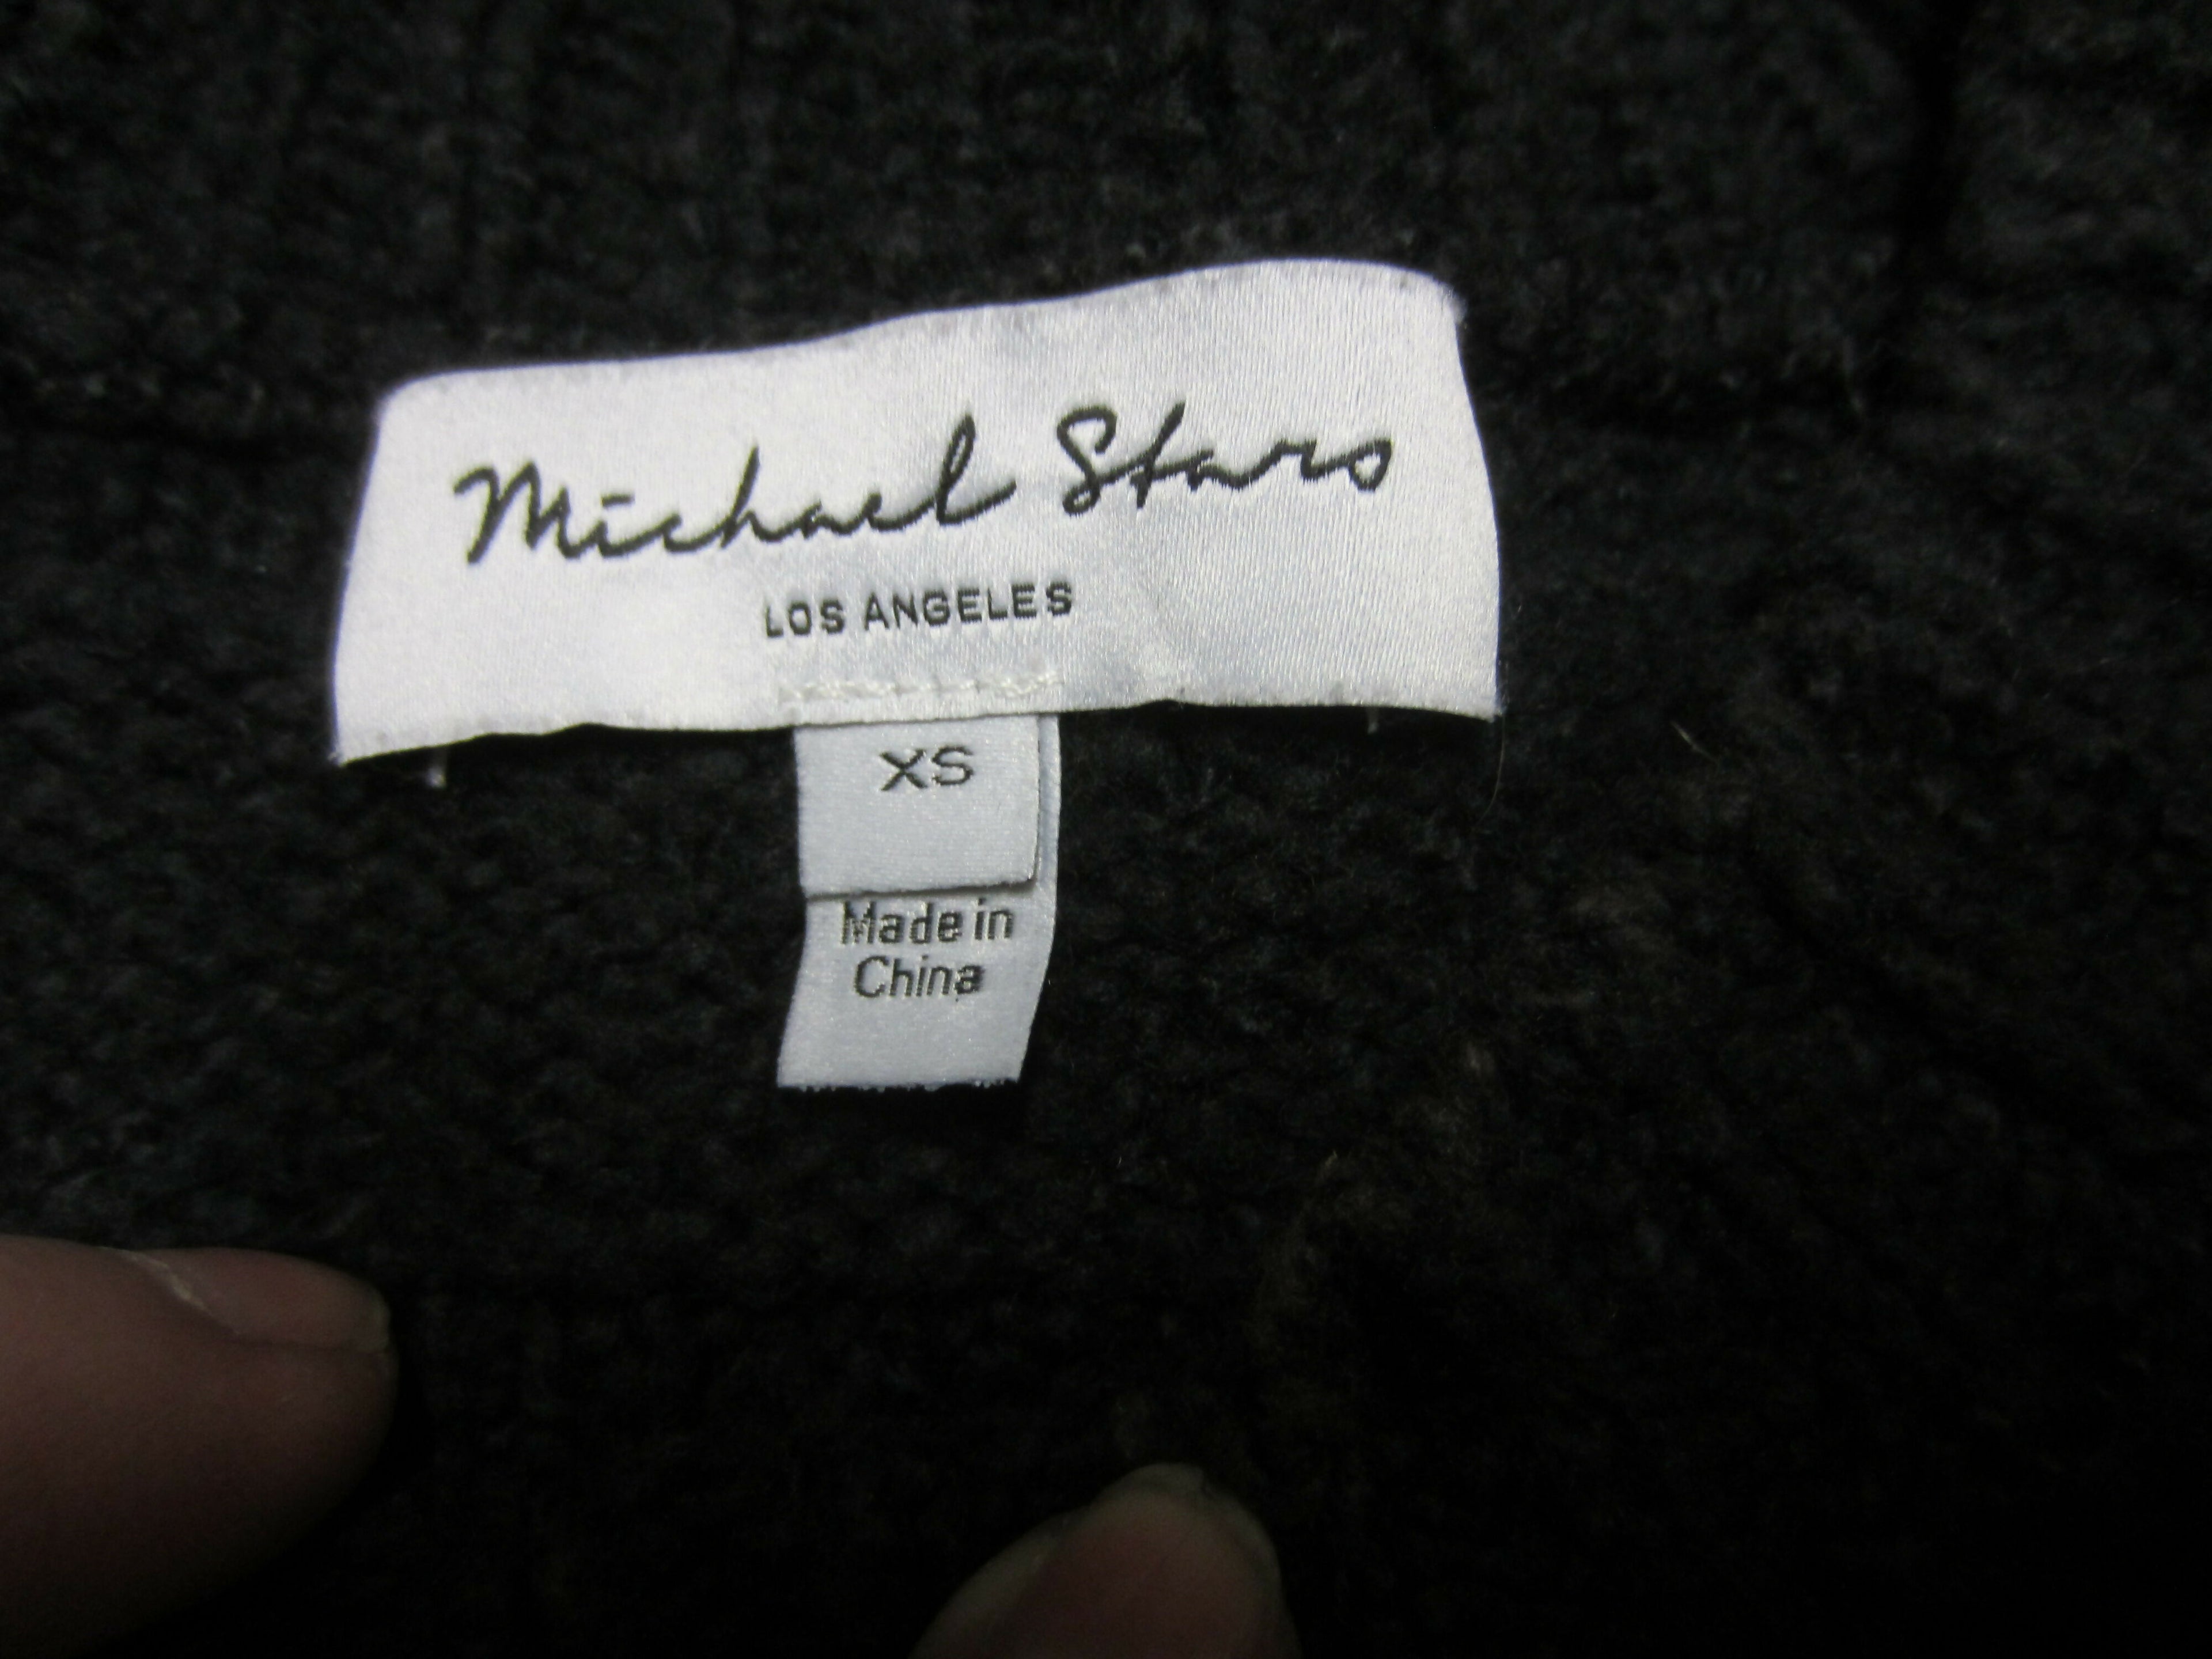 Michael Stars
LOS ANGELES
XS
Made in
China